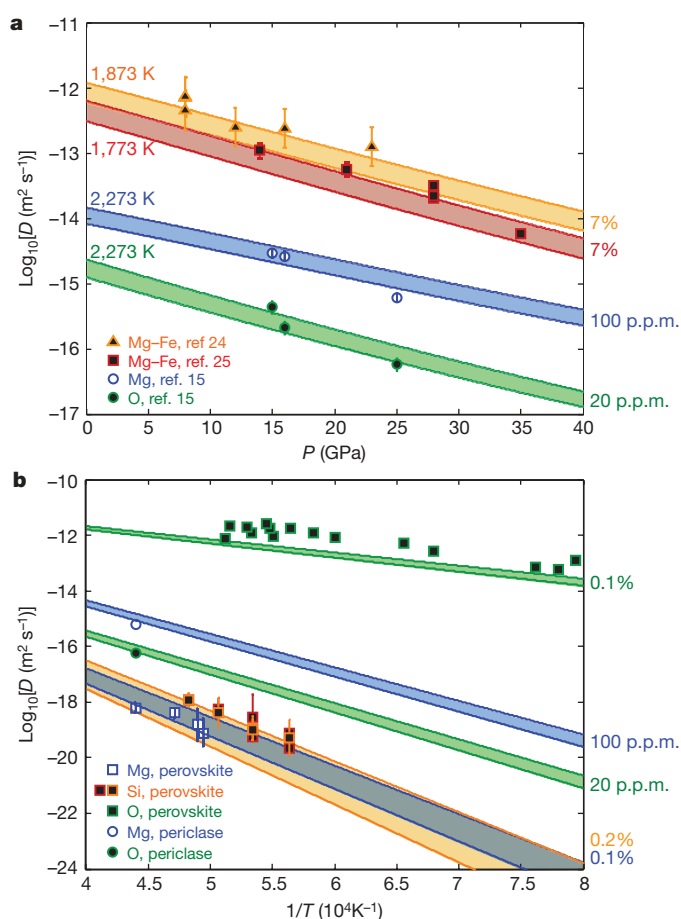 a
−11
−12
−13
−14
−15
−16
−17
Log₁₀[D (m² s⁻¹)]
1,873 K
1,773 K
2,273 K
2,273 K
7%
7%
100 p.p.m.
20 p.p.m.
Mg–Fe, ref 24
Mg–Fe, ref. 25
Mg, ref. 15
O, ref. 15
0 5 10 15 20 25 30 35 40
P (GPa)
b
−10
−12
−14
−16
−18
−20
−22
−24
Log₁₀[D (m² s⁻¹)]
0.1%
100 p.p.m.
20 p.p.m.
0.2%
0.1%
Mg, perovskite
Si, perovskite
O, perovskite
Mg, periclase
O, periclase
4 4.5 5 5.5 6 6.5 7 7.5 8
1/T (10⁴K⁻¹)